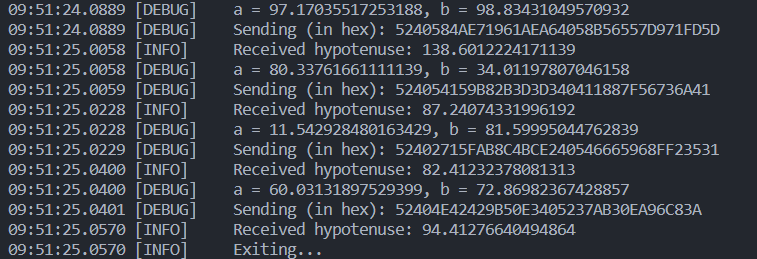 09:51:24.0889 [DEBUG] a = 97.17035517253188, b = 98.83431049570932
09:51:24.0889 [DEBUG] Sending (in hex): 5240584AE71961AEA64058B56557D971FD5D
09:51:25.0058 [INFO] Received hypotenuse: 138.6012224171139
09:51:25.0058 [DEBUG] a = 80.33761661111139, b = 34.01197807046158
09:51:25.0059 [DEBUG] Sending (in hex): 524054159B82B3D3D340411887F56736A41
09:51:25.0228 [INFO] Received hypotenuse: 87.24074331996192
09:51:25.0228 [DEBUG] a = 11.542928480163429, b = 81.59995044762839
09:51:25.0229 [DEBUG] Sending (in hex): 52402715FAB8C4BCE240546665968FF23531
09:51:25.0400 [INFO] Received hypotenuse: 82.41232378081313
09:51:25.0400 [DEBUG] a = 60.03131897529399, b = 72.86982367428857
09:51:25.0401 [DEBUG] Sending (in hex): 52404E42429B50E3405237AB30EA96C83A
09:51:25.0570 [INFO] Received hypotenuse: 94.41276640494864
09:51:25.0570 [INFO] Exiting...